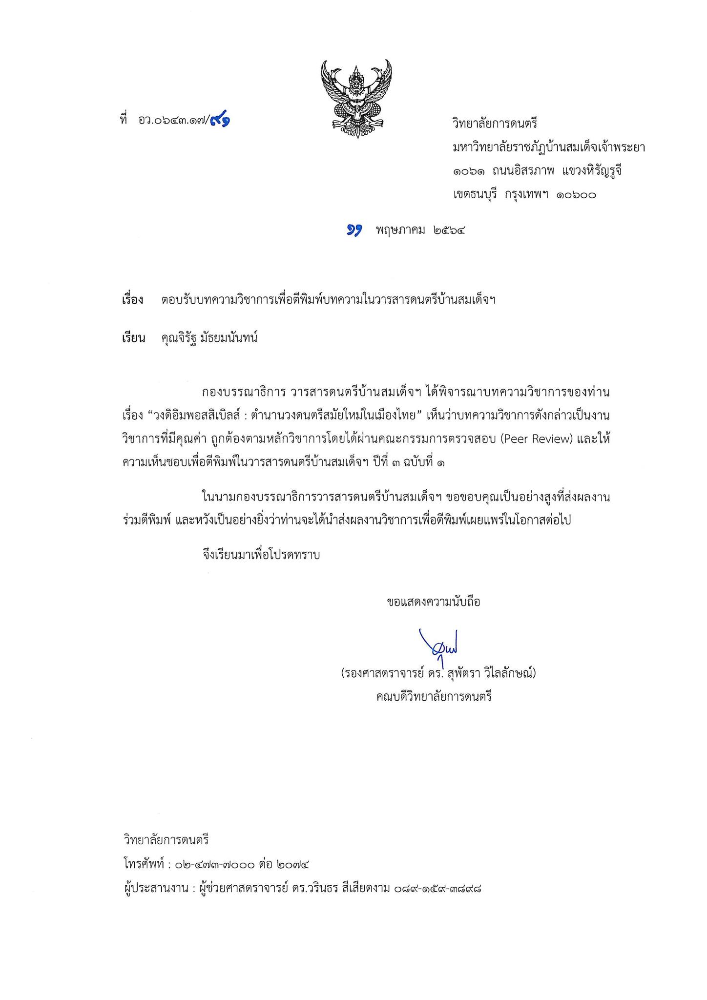 ที่ อว.๐๖๔๓.๑๗/๙๑
วิทยาลัยการดนตรี
มหาวิทยาลัยราชภัฏบ้านสมเด็จเจ้าพระยา
๑๐๖๑ ถนนอิสรภาพ แขวงหิรัญรูจี
เขตธนบุรี กรุงเทพฯ ๑๐๖๐๐
๑๑ พฤษภาคม ๒๕๖๔
เรื่อง ตอบรับบทความวิชาการเพื่อตีพิมพ์บทความในวารสารดนตรีบ้านสมเด็จฯ
เรียน คุณจิรัฐ มัธยมนันทน์
กองบรรณาธิการ วารสารดนตรีบ้านสมเด็จฯ ได้พิจารณาบทความวิชาการของท่าน
เรื่อง “วงดิอิมพอสสิเบิลส์ : ตำนานวงดนตรีสมัยใหม่ในเมืองไทย” เห็นว่าบทความวิชาการดังกล่าวเป็นงาน
วิชาการที่มีคุณค่า ถูกต้องตามหลักวิชาการโดยได้ผ่านคณะกรรมการตรวจสอบ (Peer Review) และให้
ความเห็นชอบเพื่อตีพิมพ์ในวารสารดนตรีบ้านสมเด็จฯ ปีที่ ๓ ฉบับที่ ๑
ในนามกองบรรณาธิการวารสารดนตรีบ้านสมเด็จฯ ขอขอบคุณเป็นอย่างสูงที่ส่งผลงาน
ร่วมตีพิมพ์ และหวังเป็นอย่างยิ่งว่าท่านจะได้นำส่งผลงานวิชาการเพื่อตีพิมพ์เผยแพร่ในโอกาสต่อไป
จึงเรียนมาเพื่อโปรดทราบ
ขอแสดงความนับถือ
(รองศาสตราจารย์ ดร. สุพัตรา วิไลลักษณ์)
คณบดีวิทยาลัยการดนตรี
วิทยาลัยการดนตรี
โทรศัพท์ : ๐๒-๔๗๓-๗๐๐๐ ต่อ ๒๐๗๔
ผู้ประสานงาน : ผู้ช่วยศาสตราจารย์ ดร.วรินธร สีเสียดงาม ๐๘๙-๑๕๙-๓๘๙๘